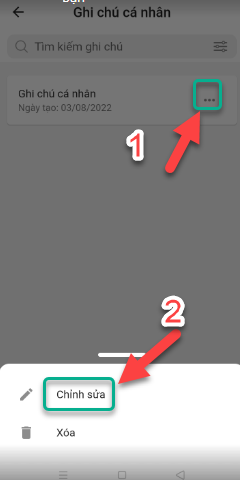 bạn
Ghi chú cá nhân
Tìm kiếm ghi chú
Ghi chú cá nhân
Ngày tạo: 03/08/2022
...
1
2
Chỉnh sửa
Xóa